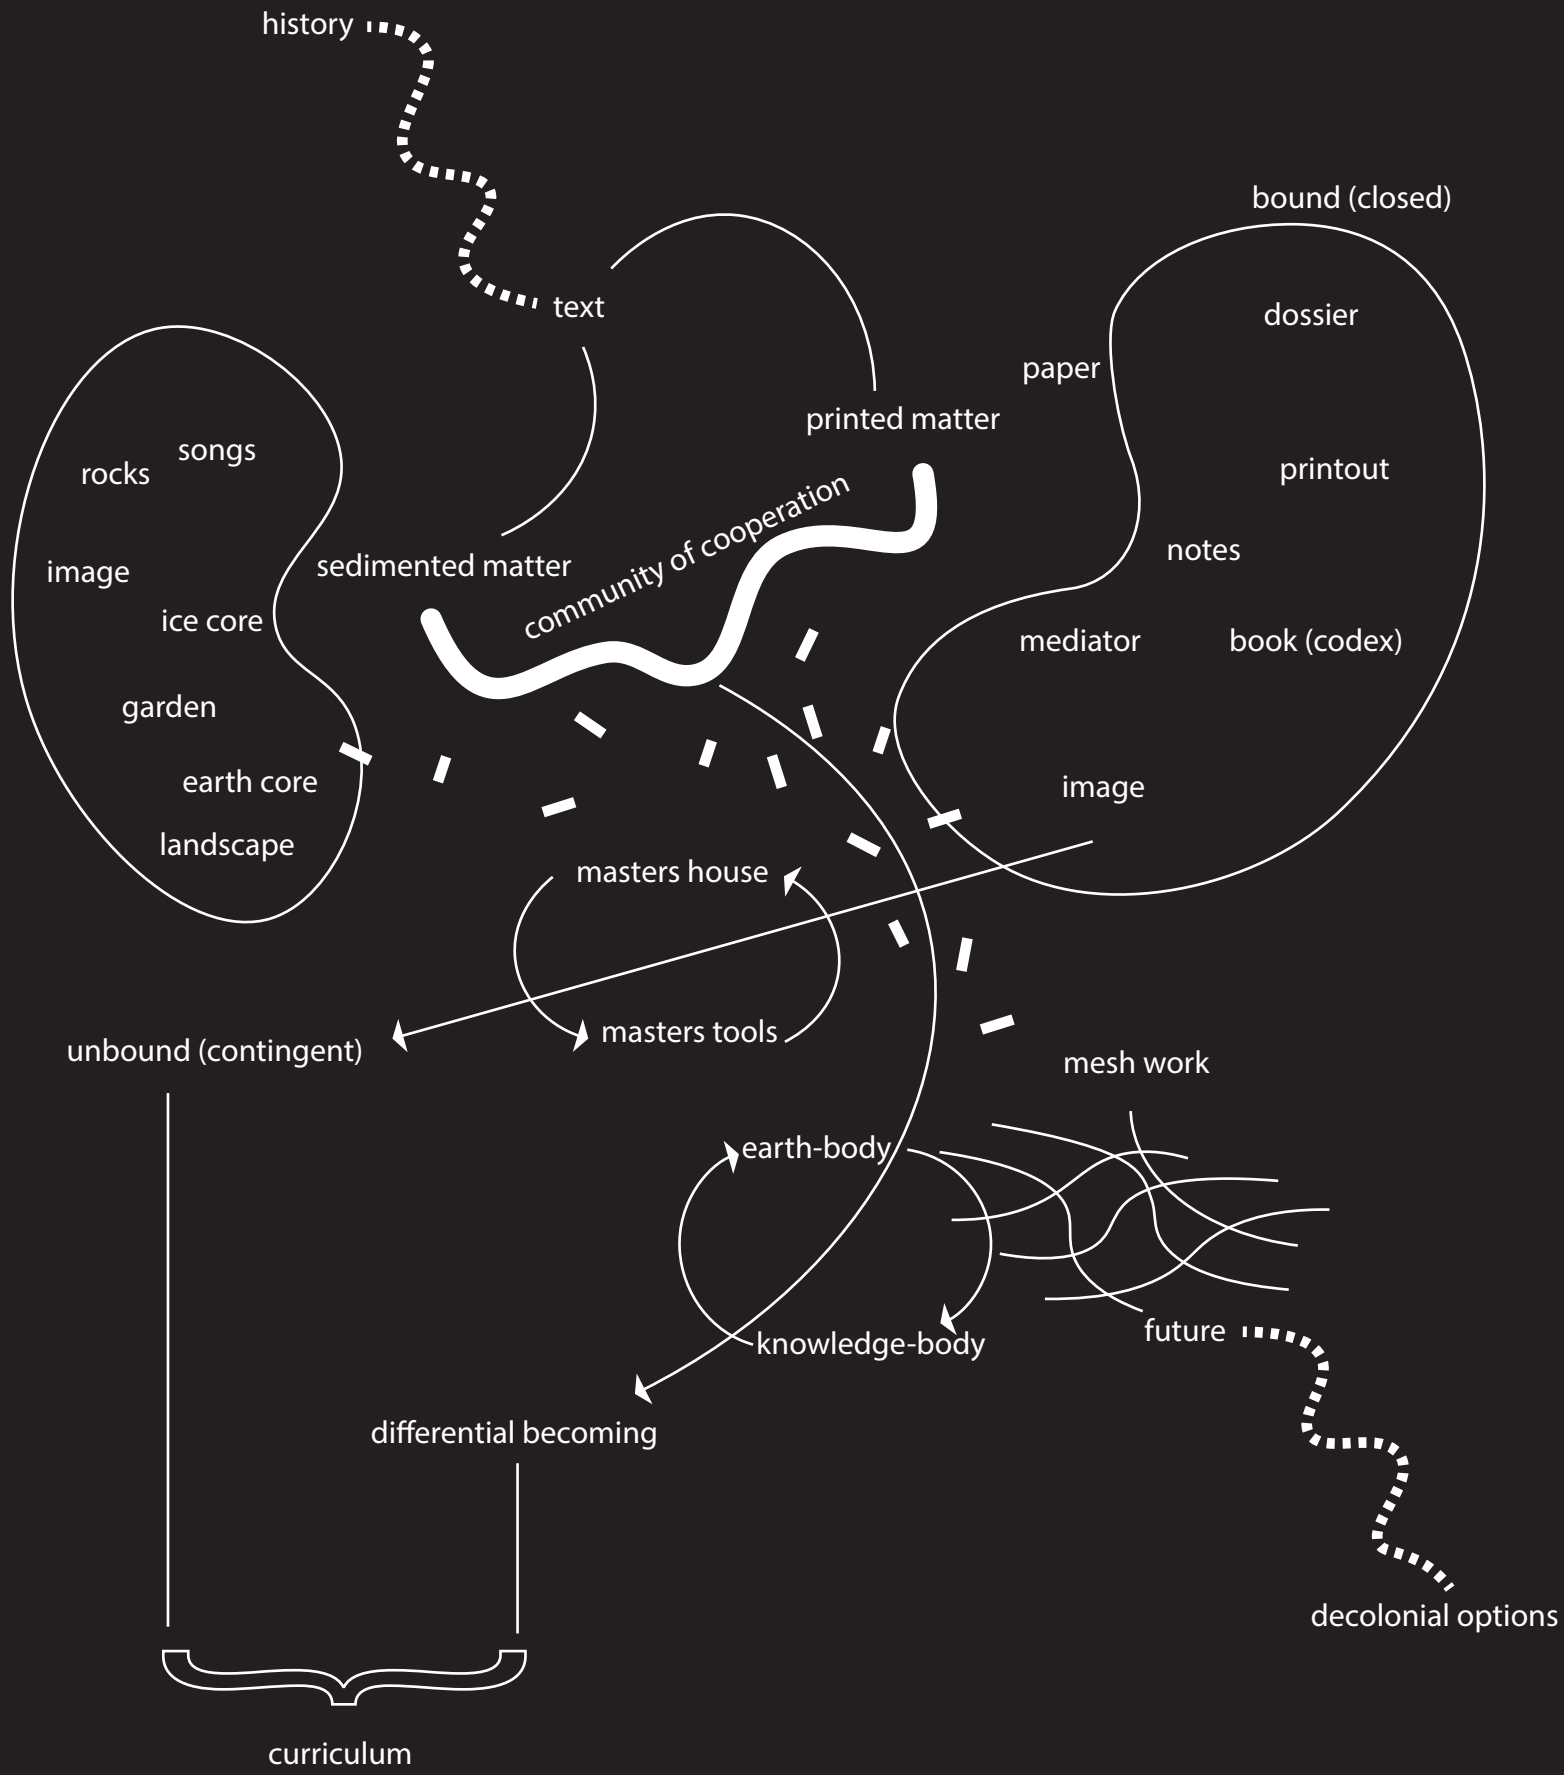 history
bound (closed)
text
dossier
paper
printed matter
songs
rocks
printout
community of cooperation
notes
sedimented matter
image
ice core
mediator
book (codex)
garden
earth core
image
landscape
masters house
masters tools
unbound (contingent)
mesh work
earth-body
future
knowledge-body
differential becoming
decolonial options
curriculum